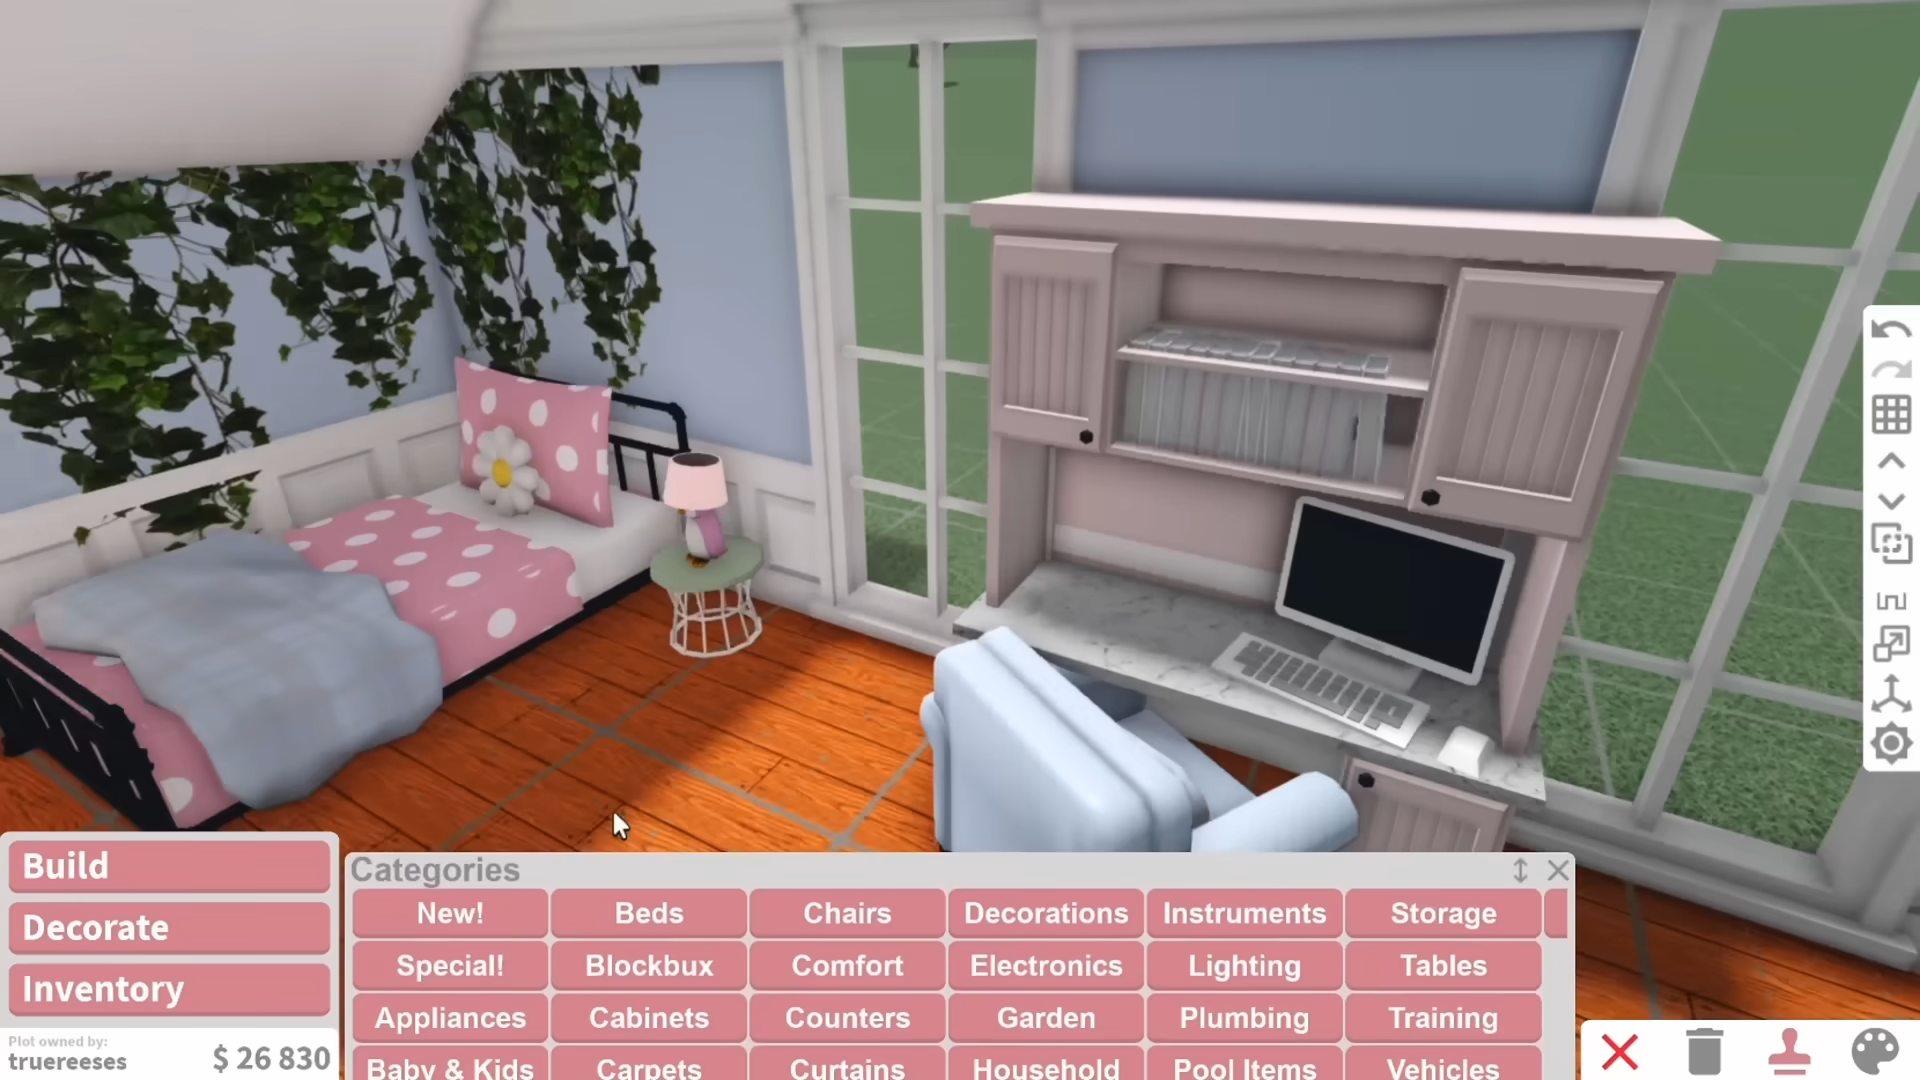 Build
Decorate
Inventory
Plot owned by:
truereeses
$ 26 830
Categories
New! Beds Chairs Decorations Instruments Storage
Special! Blockbux Comfort Electronics Lighting Tables
Appliances Cabinets Counters Garden Plumbing Training
Baby & Kids Carpets Curtains Household Pool Items Vehicles